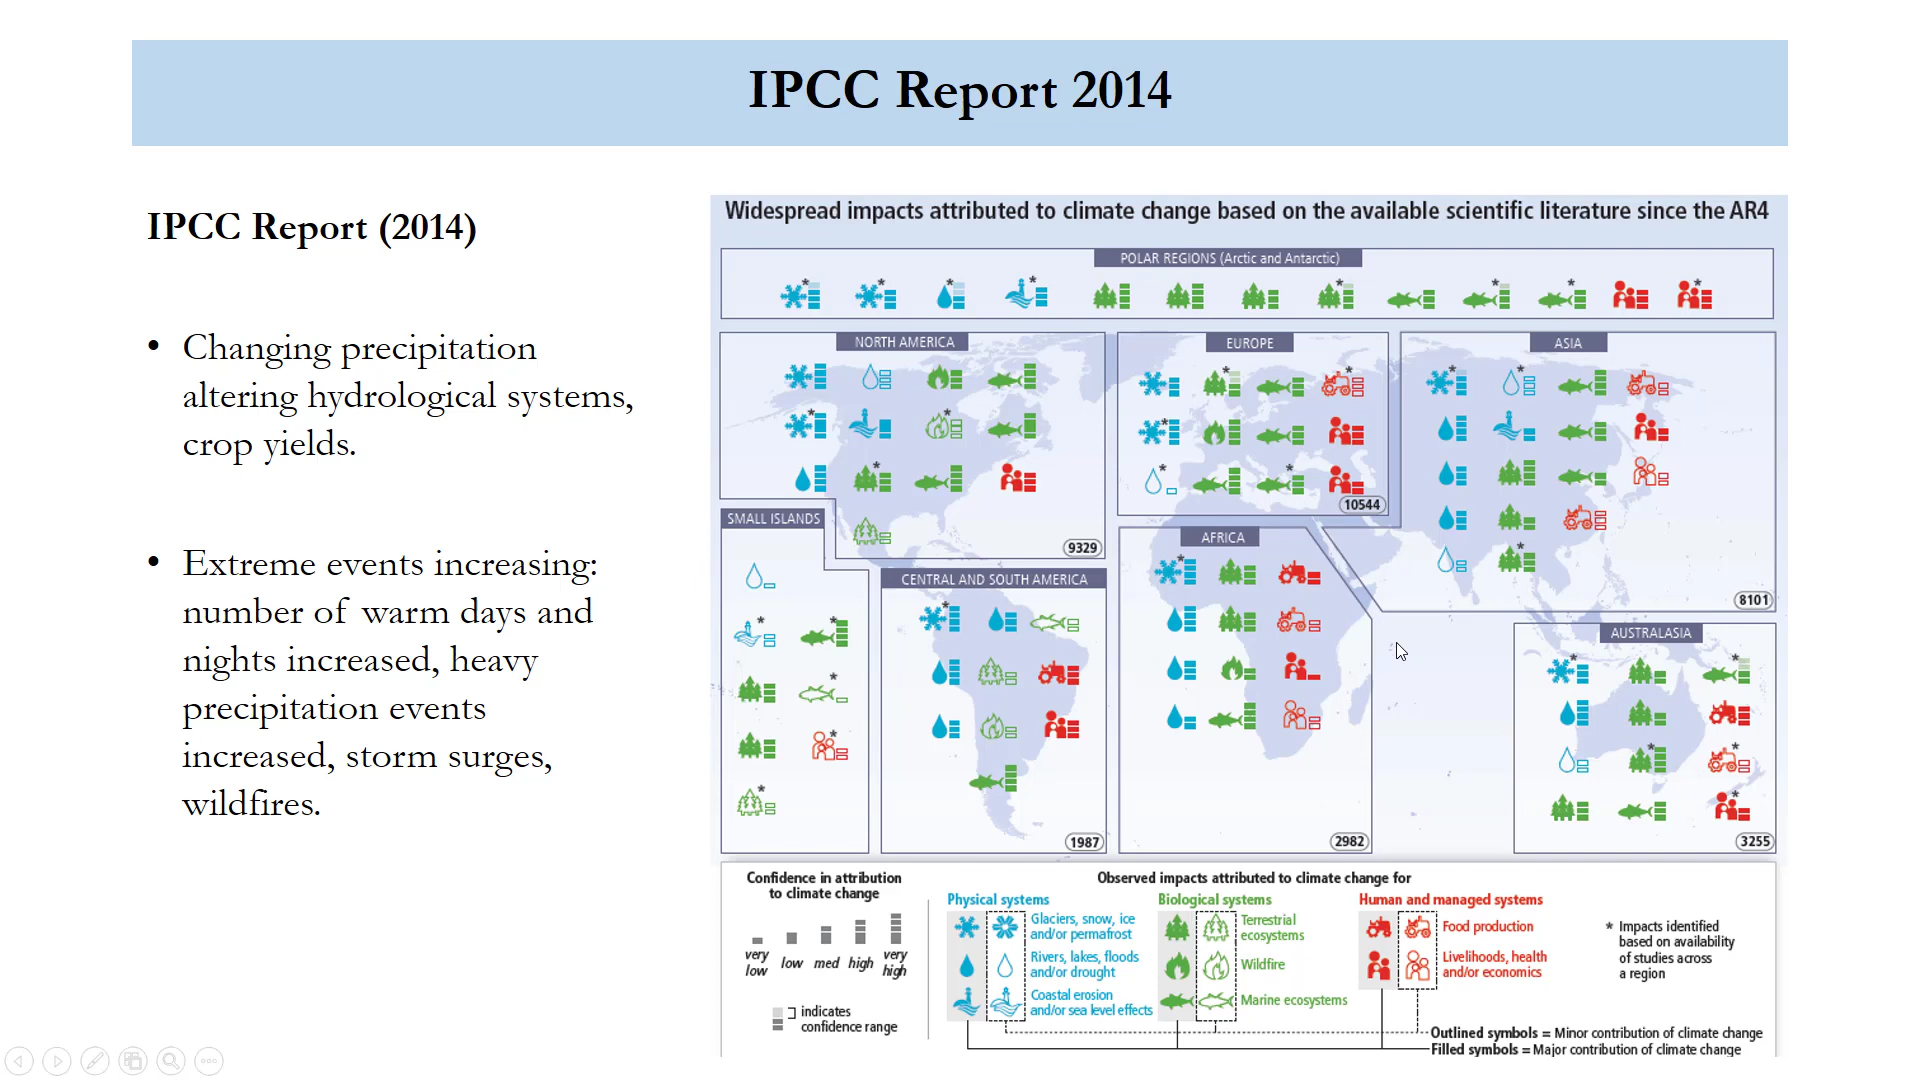 IPCC Report 2014
IPCC Report (2014)
• Changing precipitation
altering hydrological systems,
crop yields.
• Extreme events increasing:
number of warm days and
nights increased, heavy
precipitation events
increased, storm surges,
wildfires.
Widespread impacts attributed to climate change based on the available scientific literature since the AR4
POLAR REGIONS (Arctic and Antarctic)
NORTH AMERICA
9329
EUROPE
10544
ASIA
8101
SMALL ISLANDS
CENTRAL AND SOUTH AMERICA
1987
AFRICA
2982
AUSTRALASIA
3255
Confidence in attribution
to climate change
very low
low
med
high
very high
indicates
confidence range
Observed impacts attributed to climate change for
Physical systems
Glaciers, snow, ice
and/or permafrost
Rivers, lakes, floods
and/or drought
Coastal erosion
and/or sea level effects
Biological systems
Terrestrial
ecosystems
Wildfire
Marine ecosystems
Human and managed systems
Food production
Livelihoods, health
and/or economics
* Impacts identified
based on availability
of studies across
a region
Outlined symbols = Minor contribution of climate change
Filled symbols = Major contribution of climate change